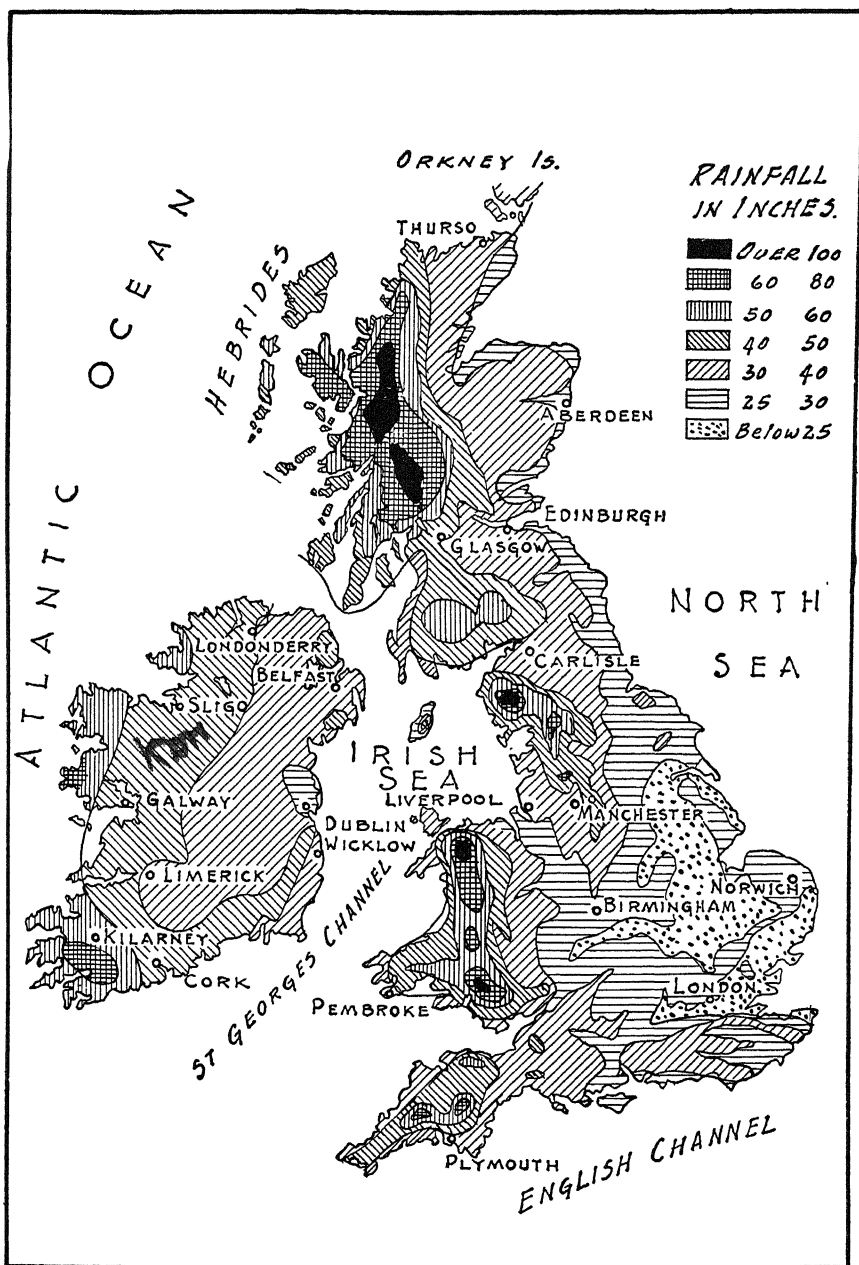 ORKNEY IS.
RAINFALL
IN INCHES.
OVER 100
60 80
50 60
40 50
30 40
25 30
Below 25
THURSO
OCEAN
HEBRIDES
ABERDEEN
EDINBURGH
GLASGOW
ATLANTIC
NORTH
SEA
LONDONDERRY
CARLISLE
BELFAST
SLIGO
IRISH
SEA
LIVERPOOL
GALWAY
MANCHESTER
DUBLIN
WICKLOW
LIMERICK
NORWICH
BIRMINGHAM
KILARNEY
CORK
LONDON
PEMBROKE
ST GEORGES CHANNEL
PLYMOUTH
ENGLISH CHANNEL